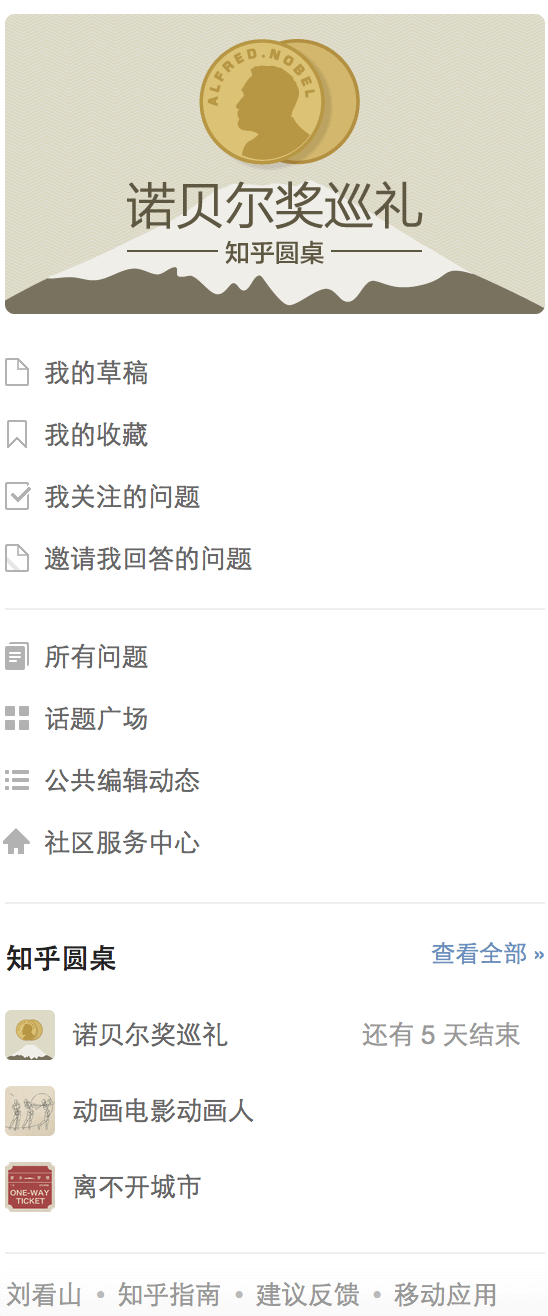 ALFRED.NOBEL
诺贝尔奖巡礼
知乎圆桌
我的草稿
我的收藏
我关注的问题
邀请我回答的问题
所有问题
话题广场
公共编辑动态
社区服务中心
知乎圆桌 查看全部 »
诺贝尔奖巡礼 还有 5 天结束
动画电影动画人
离不开城市
ONE-WAY
TICKET
刘看山 • 知乎指南 • 建议反馈 • 移动应用